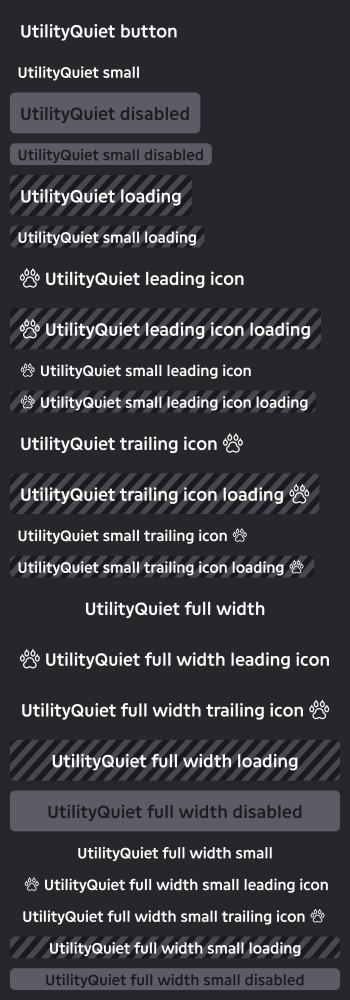 UtilityQuiet button
UtilityQuiet small
UtilityQuiet disabled
UtilityQuiet small disabled
UtilityQuiet loading
UtilityQuiet small loading
UtilityQuiet leading icon
UtilityQuiet leading icon loading
UtilityQuiet small leading icon
UtilityQuiet small leading icon loading
UtilityQuiet trailing icon
UtilityQuiet trailing icon loading
UtilityQuiet small trailing icon
UtilityQuiet small trailing icon loading
UtilityQuiet full width
UtilityQuiet full width leading icon
UtilityQuiet full width trailing icon
UtilityQuiet full width loading
UtilityQuiet full width disabled
UtilityQuiet full width small
UtilityQuiet full width small leading icon
UtilityQuiet full width small trailing icon
UtilityQuiet full width small loading
UtilityQuiet full width small disabled